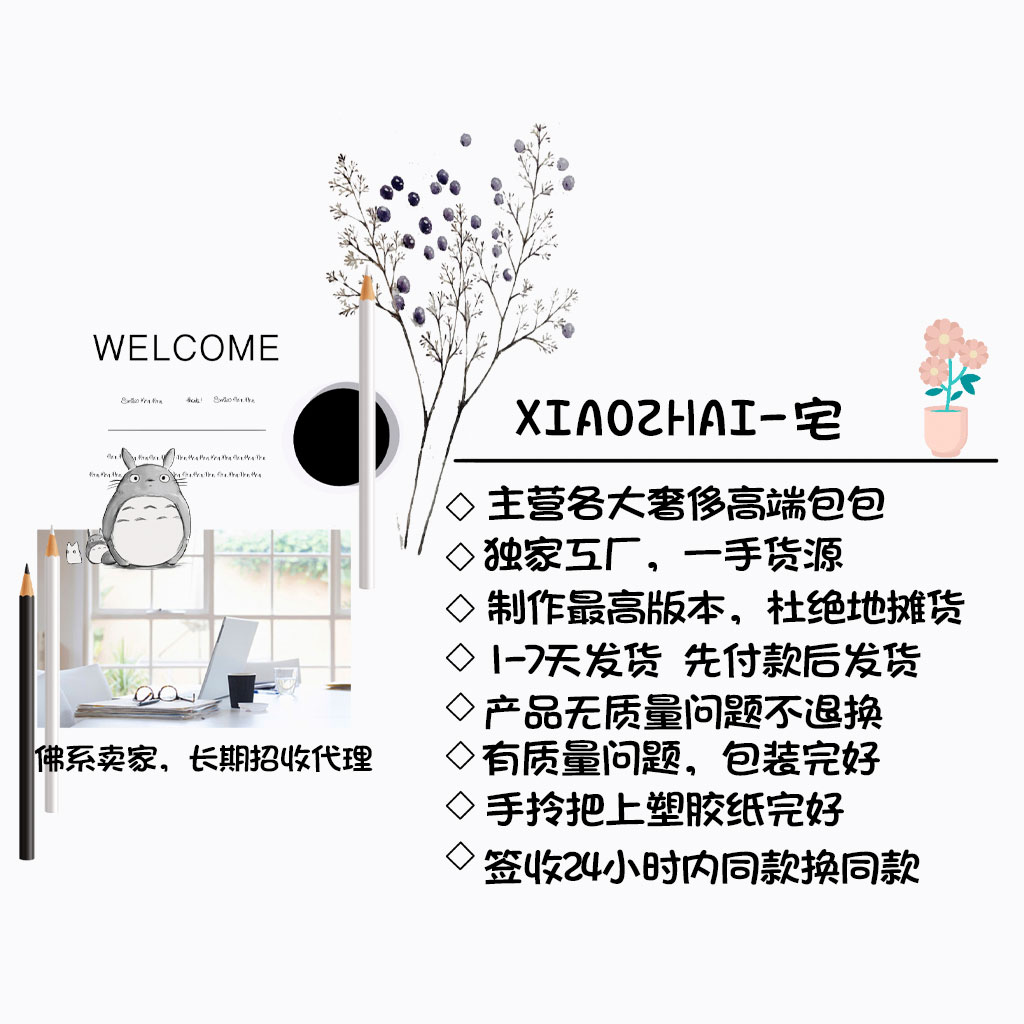 WELCOME
XIAOZHAI-宅
主营各大奢侈高端包包
独家工厂，一手货源
制作最高版本，杜绝地摊货
1-7天发货 先付款后发货
产品无质量问题不退换
有质量问题，包装完好
手拎把上塑胶纸完好
签收24小时内同款换同款
佛系卖家，长期招收代理